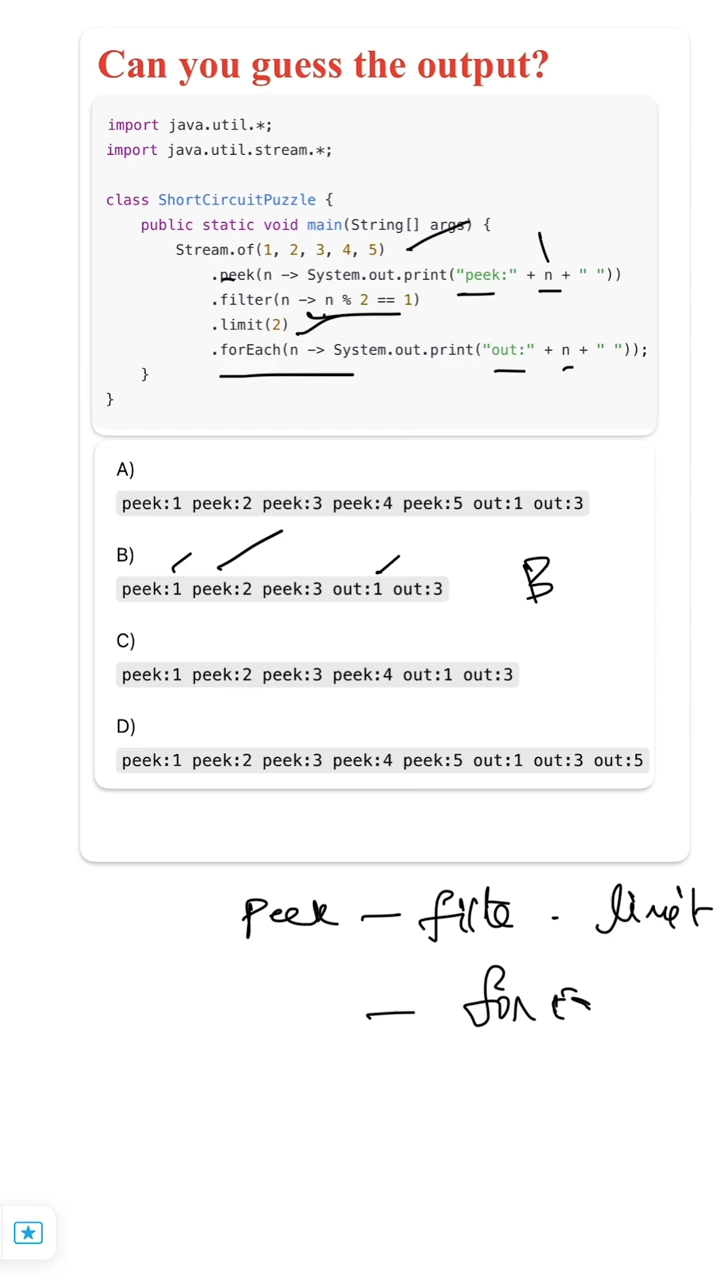 Can you guess the output?
import java.util.*;
import java.util.stream.*;
class ShortCircuitPuzzle {
public static void main(String[] args) {
Stream.of(1, 2, 3, 4, 5)
.peek(n -> System.out.print("peek:" + n + " "))
.filter(n -> n % 2 == 1)
.limit(2)
.forEach(n -> System.out.print("out:" + n + " "));
}
}
A)
peek:1 peek:2 peek:3 peek:4 peek:5 out:1 out:3
B)
peek:1 peek:2 peek:3 out:1 out:3
B
C)
peek:1 peek:2 peek:3 peek:4 out:1 out:3
D)
peek:1 peek:2 peek:3 peek:4 peek:5 out:1 out:3 out:5
Peek — limit
— for